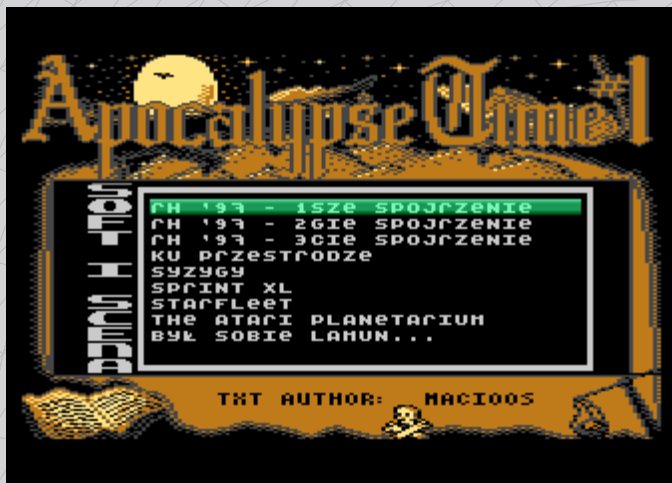 Apocalypse Time #1
SOFT I SCENA
RH '97 - 1SZE SPOJRZENIE
RH '97 - 2GIE SPOJRZENIE
RH '97 - 3CIE SPOJRZENIE
KU PRZESTRODZE
SYZYGY
SPRINT XL
STARFLEET
THE ATARI PLANETARIUM
BYŁ SOBIE LAMUN...
TXT AUTHOR: MACIOOS